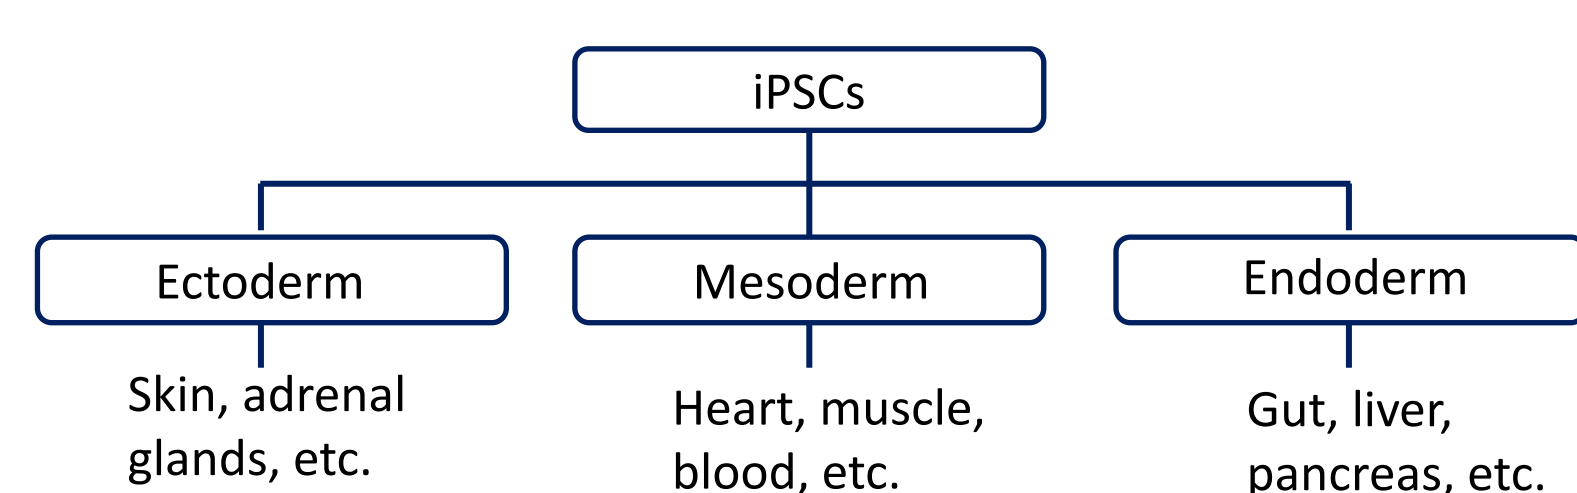 iPSCs
Ectoderm
Mesoderm
Endoderm
Skin, adrenal
glands, etc.
Heart, muscle,
blood, etc.
Gut, liver,
pancreas, etc.